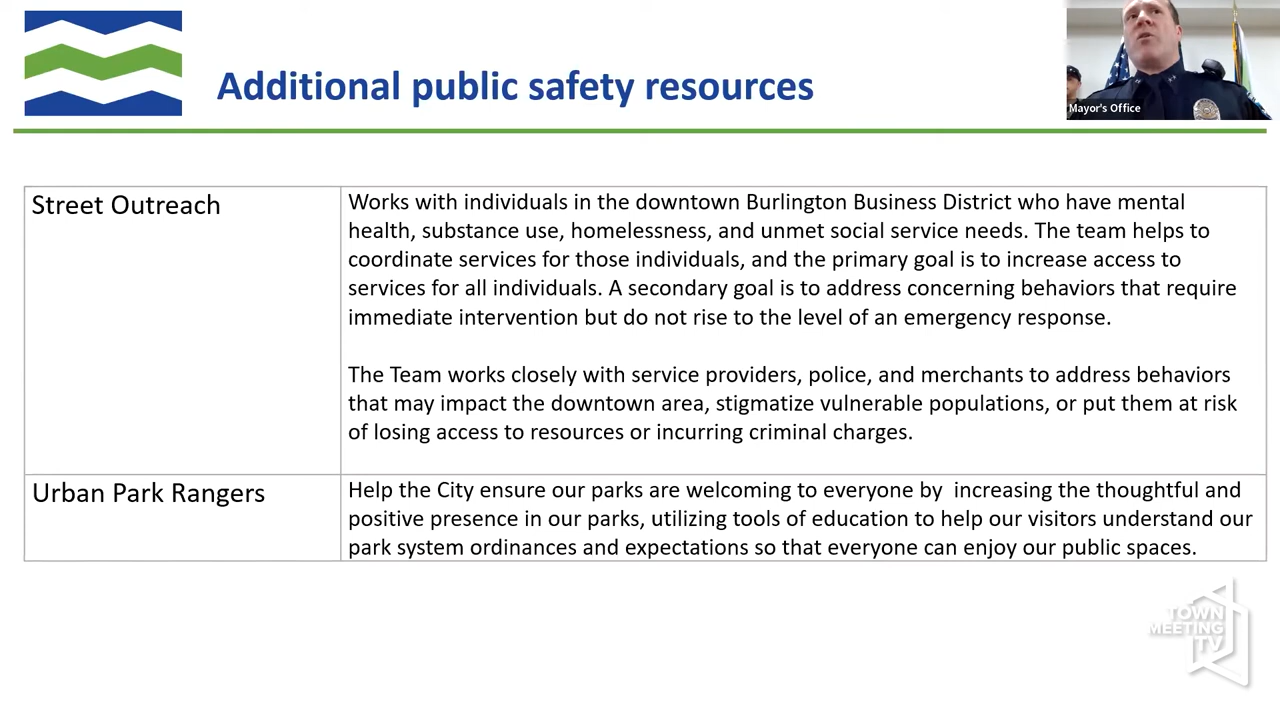 Additional public safety resources
Mayor's Office
Street Outreach
Works with individuals in the downtown Burlington Business District who have mental
health, substance use, homelessness, and unmet social service needs. The team helps to
coordinate services for those individuals, and the primary goal is to increase access to
services for all individuals. A secondary goal is to address concerning behaviors that require
immediate intervention but do not rise to the level of an emergency response.
The Team works closely with service providers, police, and merchants to address behaviors
that may impact the downtown area, stigmatize vulnerable populations, or put them at risk
of losing access to resources or incurring criminal charges.
Urban Park Rangers
Help the City ensure our parks are welcoming to everyone by  increasing the thoughtful and
positive presence in our parks, utilizing tools of education to help our visitors understand our
park system ordinances and expectations so that everyone can enjoy our public spaces.
TOWN
MEETING
TV